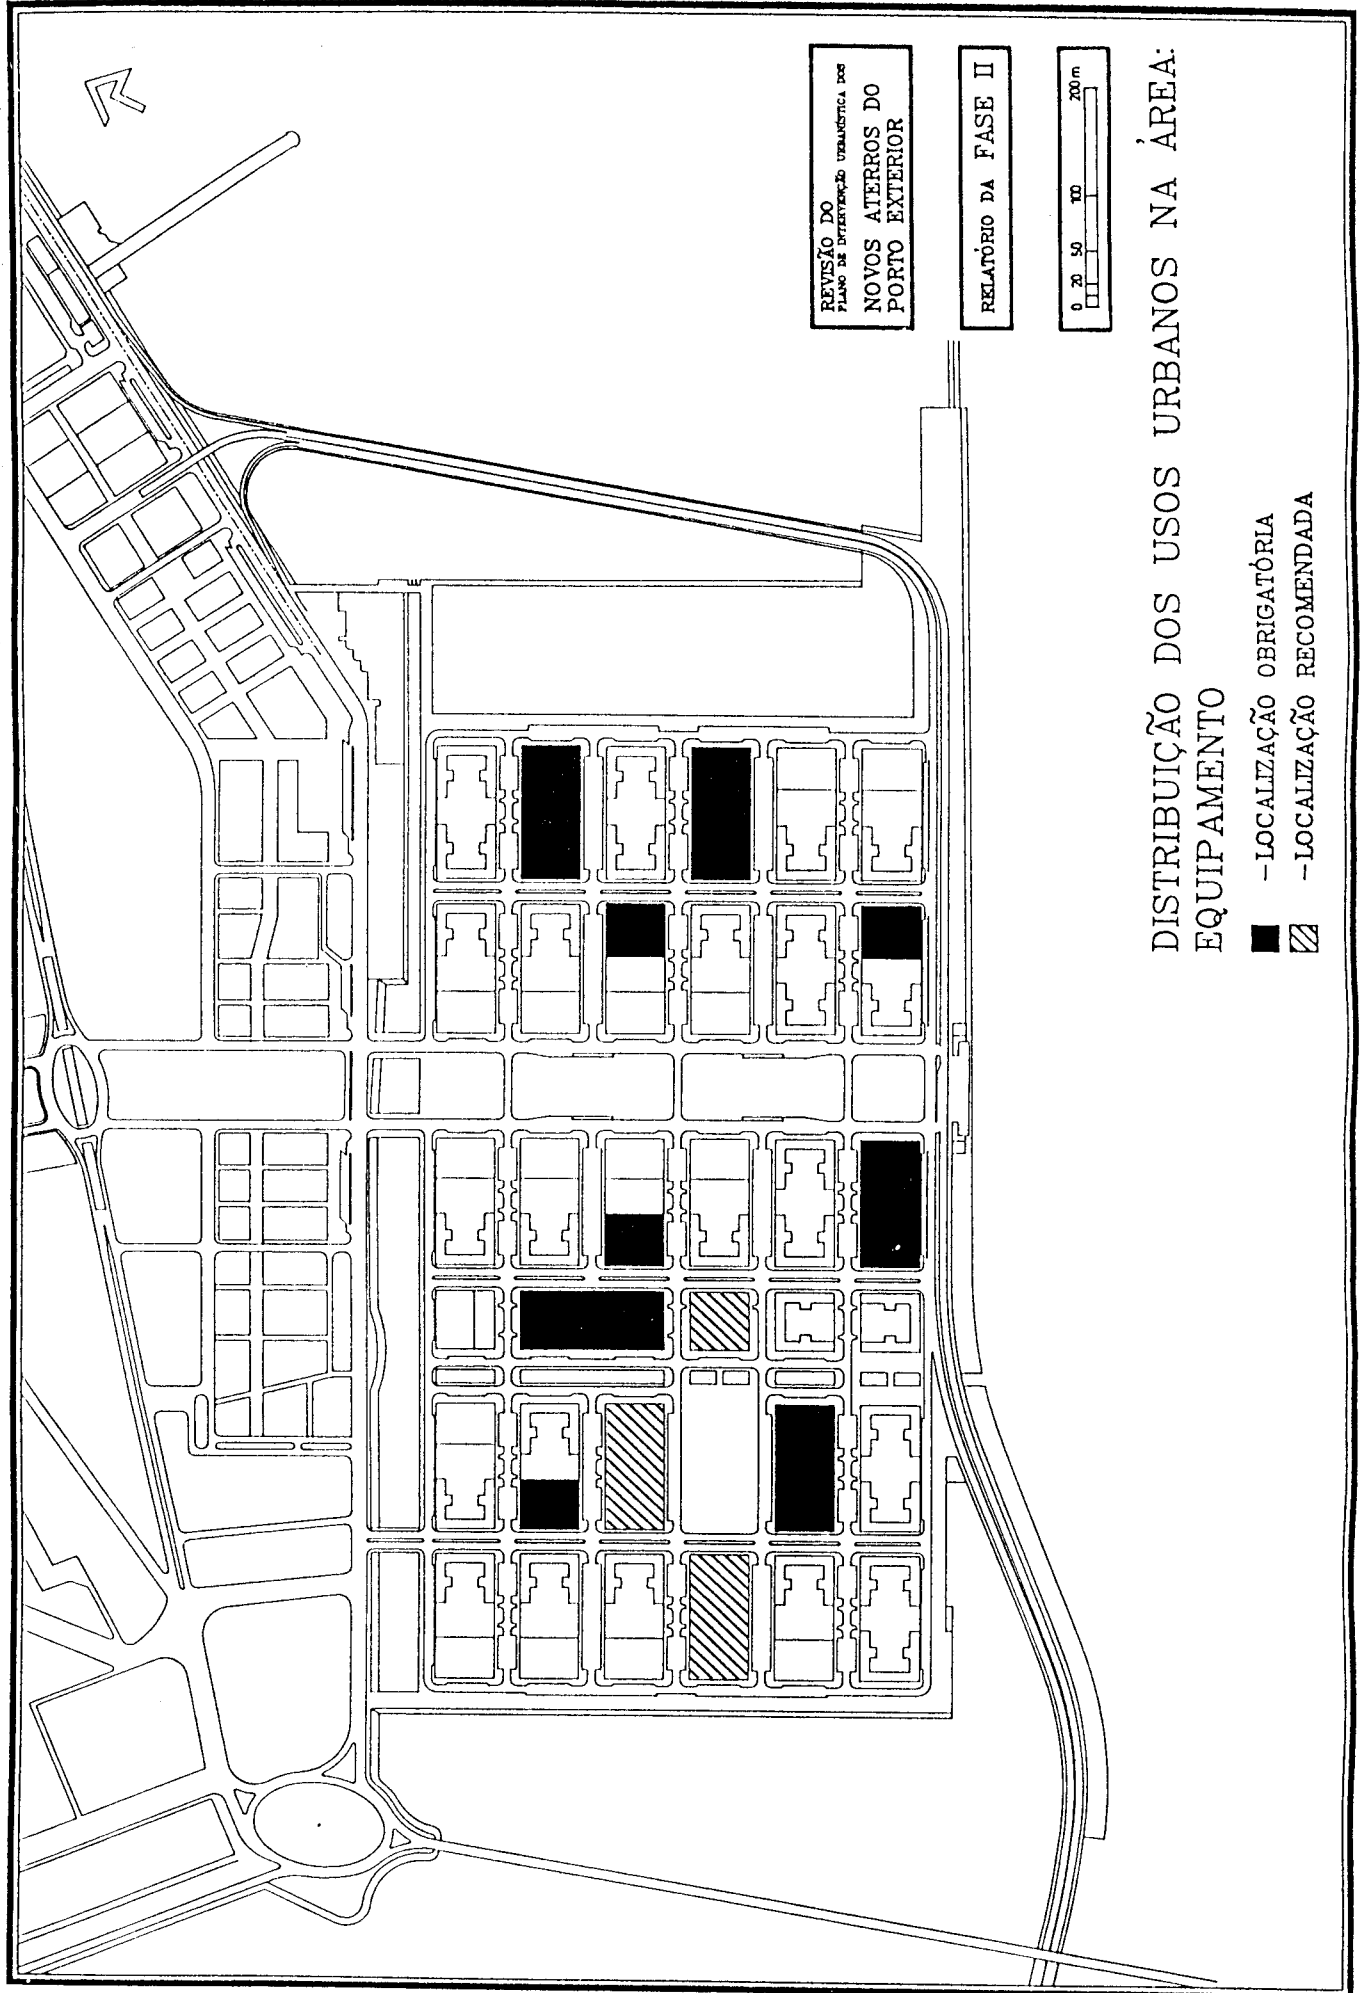 REVISÃO DO
PLANO DE INTERVENÇÃO URBANÍSTICA DOS
NOVOS ATERROS DO
PORTO EXTERIOR
RELATÓRIO DA FASE II
0 20 50 100 200m
DISTRIBUIÇÃO DOS USOS URBANOS NA ÁREA:
EQUIPAMENTO
-LOCALIZAÇÃO OBRIGATÓRIA
-LOCALIZAÇÃO RECOMENDADA